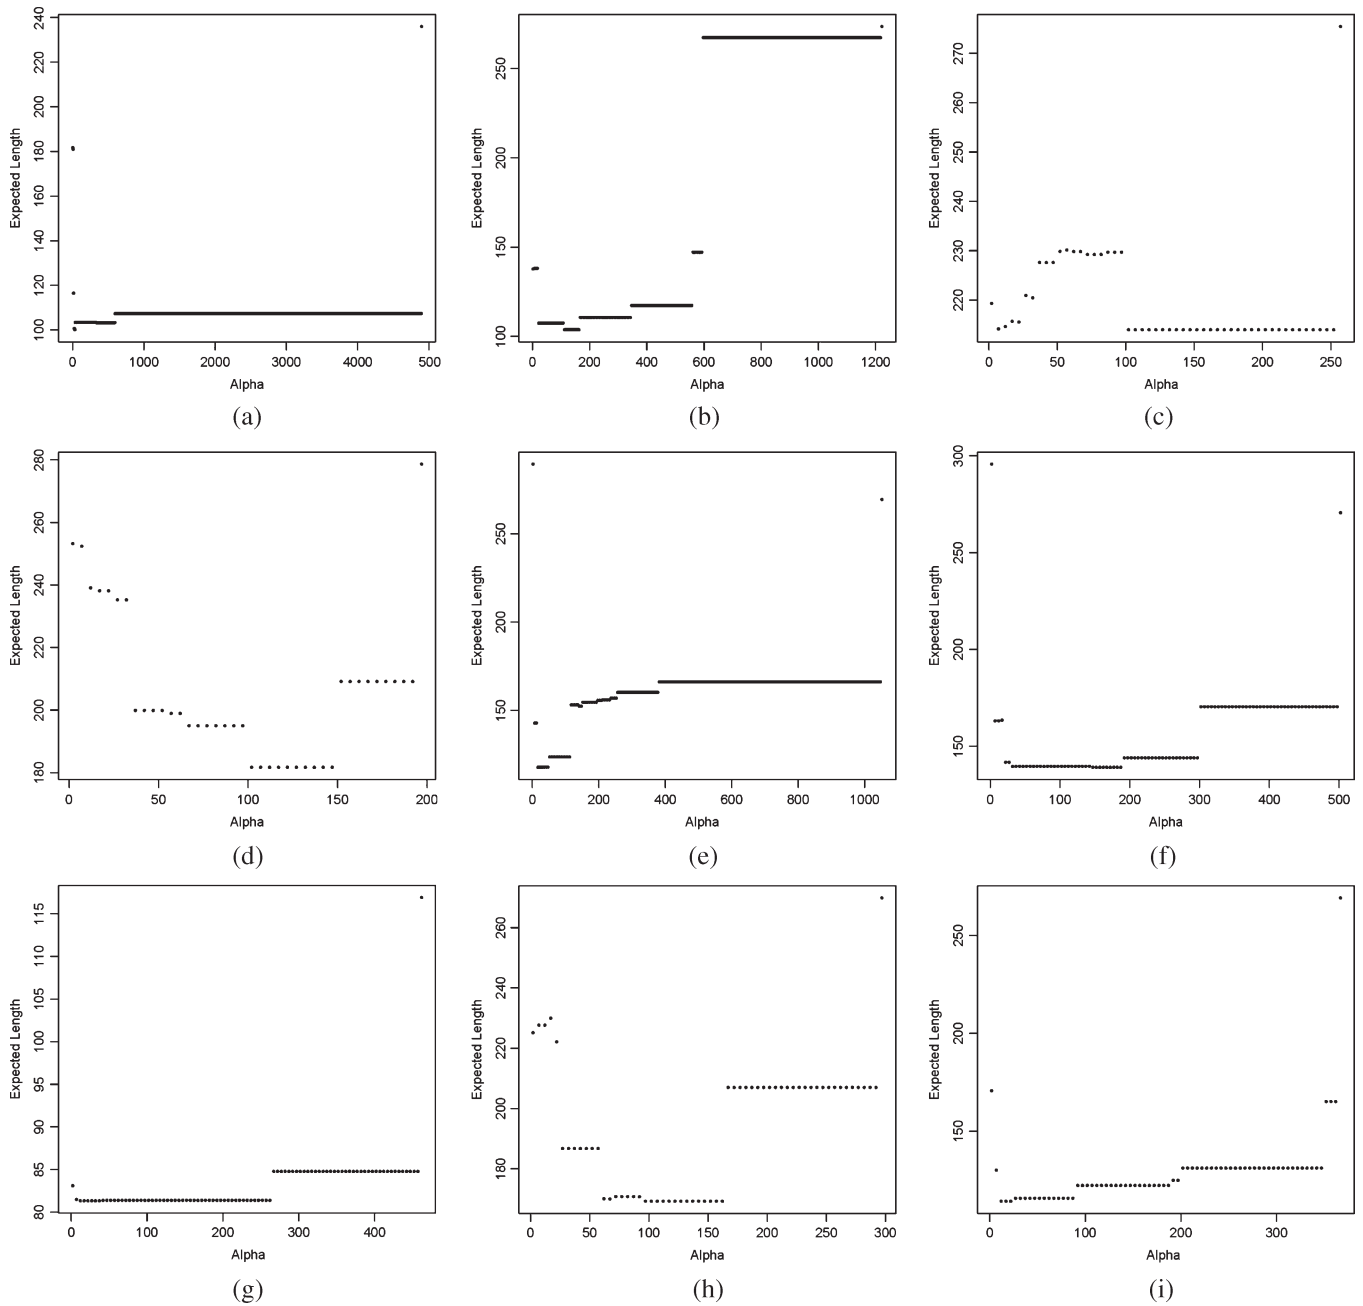 240
220
200
180
160
140
120
100
Expected Length
0 1000 2000 3000 4000 500
Alpha
(a)
250
200
150
100
Expected Length
0 200 400 600 800 1000 1200
Alpha
(b)
270
260
250
240
230
220
Expected Length
0 50 100 150 200 250
Alpha
(c)
280
260
240
220
200
180
Expected Length
0 50 100 150 200
Alpha
(d)
250
200
150
Expected Length
0 200 400 600 800 1000
Alpha
(e)
300
250
200
150
Expected Length
0 100 200 300 400 500
Alpha
(f)
115
110
105
100
95
90
85
80
Expected Length
0 100 200 300 400
Alpha
(g)
260
240
220
200
180
Expected Length
0 50 100 150 200 250 300
Alpha
(h)
250
200
150
Expected Length
0 100 200 300
Alpha
(i)